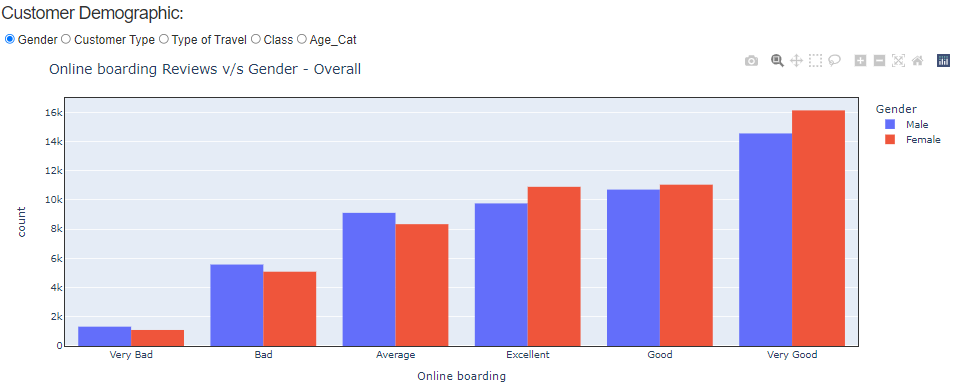 Customer Demographic:
Gender Customer Type Type of Travel Class Age_Cat
Online boarding Reviews v/s Gender - Overall
16k
14k
12k
10k
8k
6k
4k
2k
0
count
Very Bad Bad Average Excellent Good Very Good
Online boarding
Gender
Male
Female